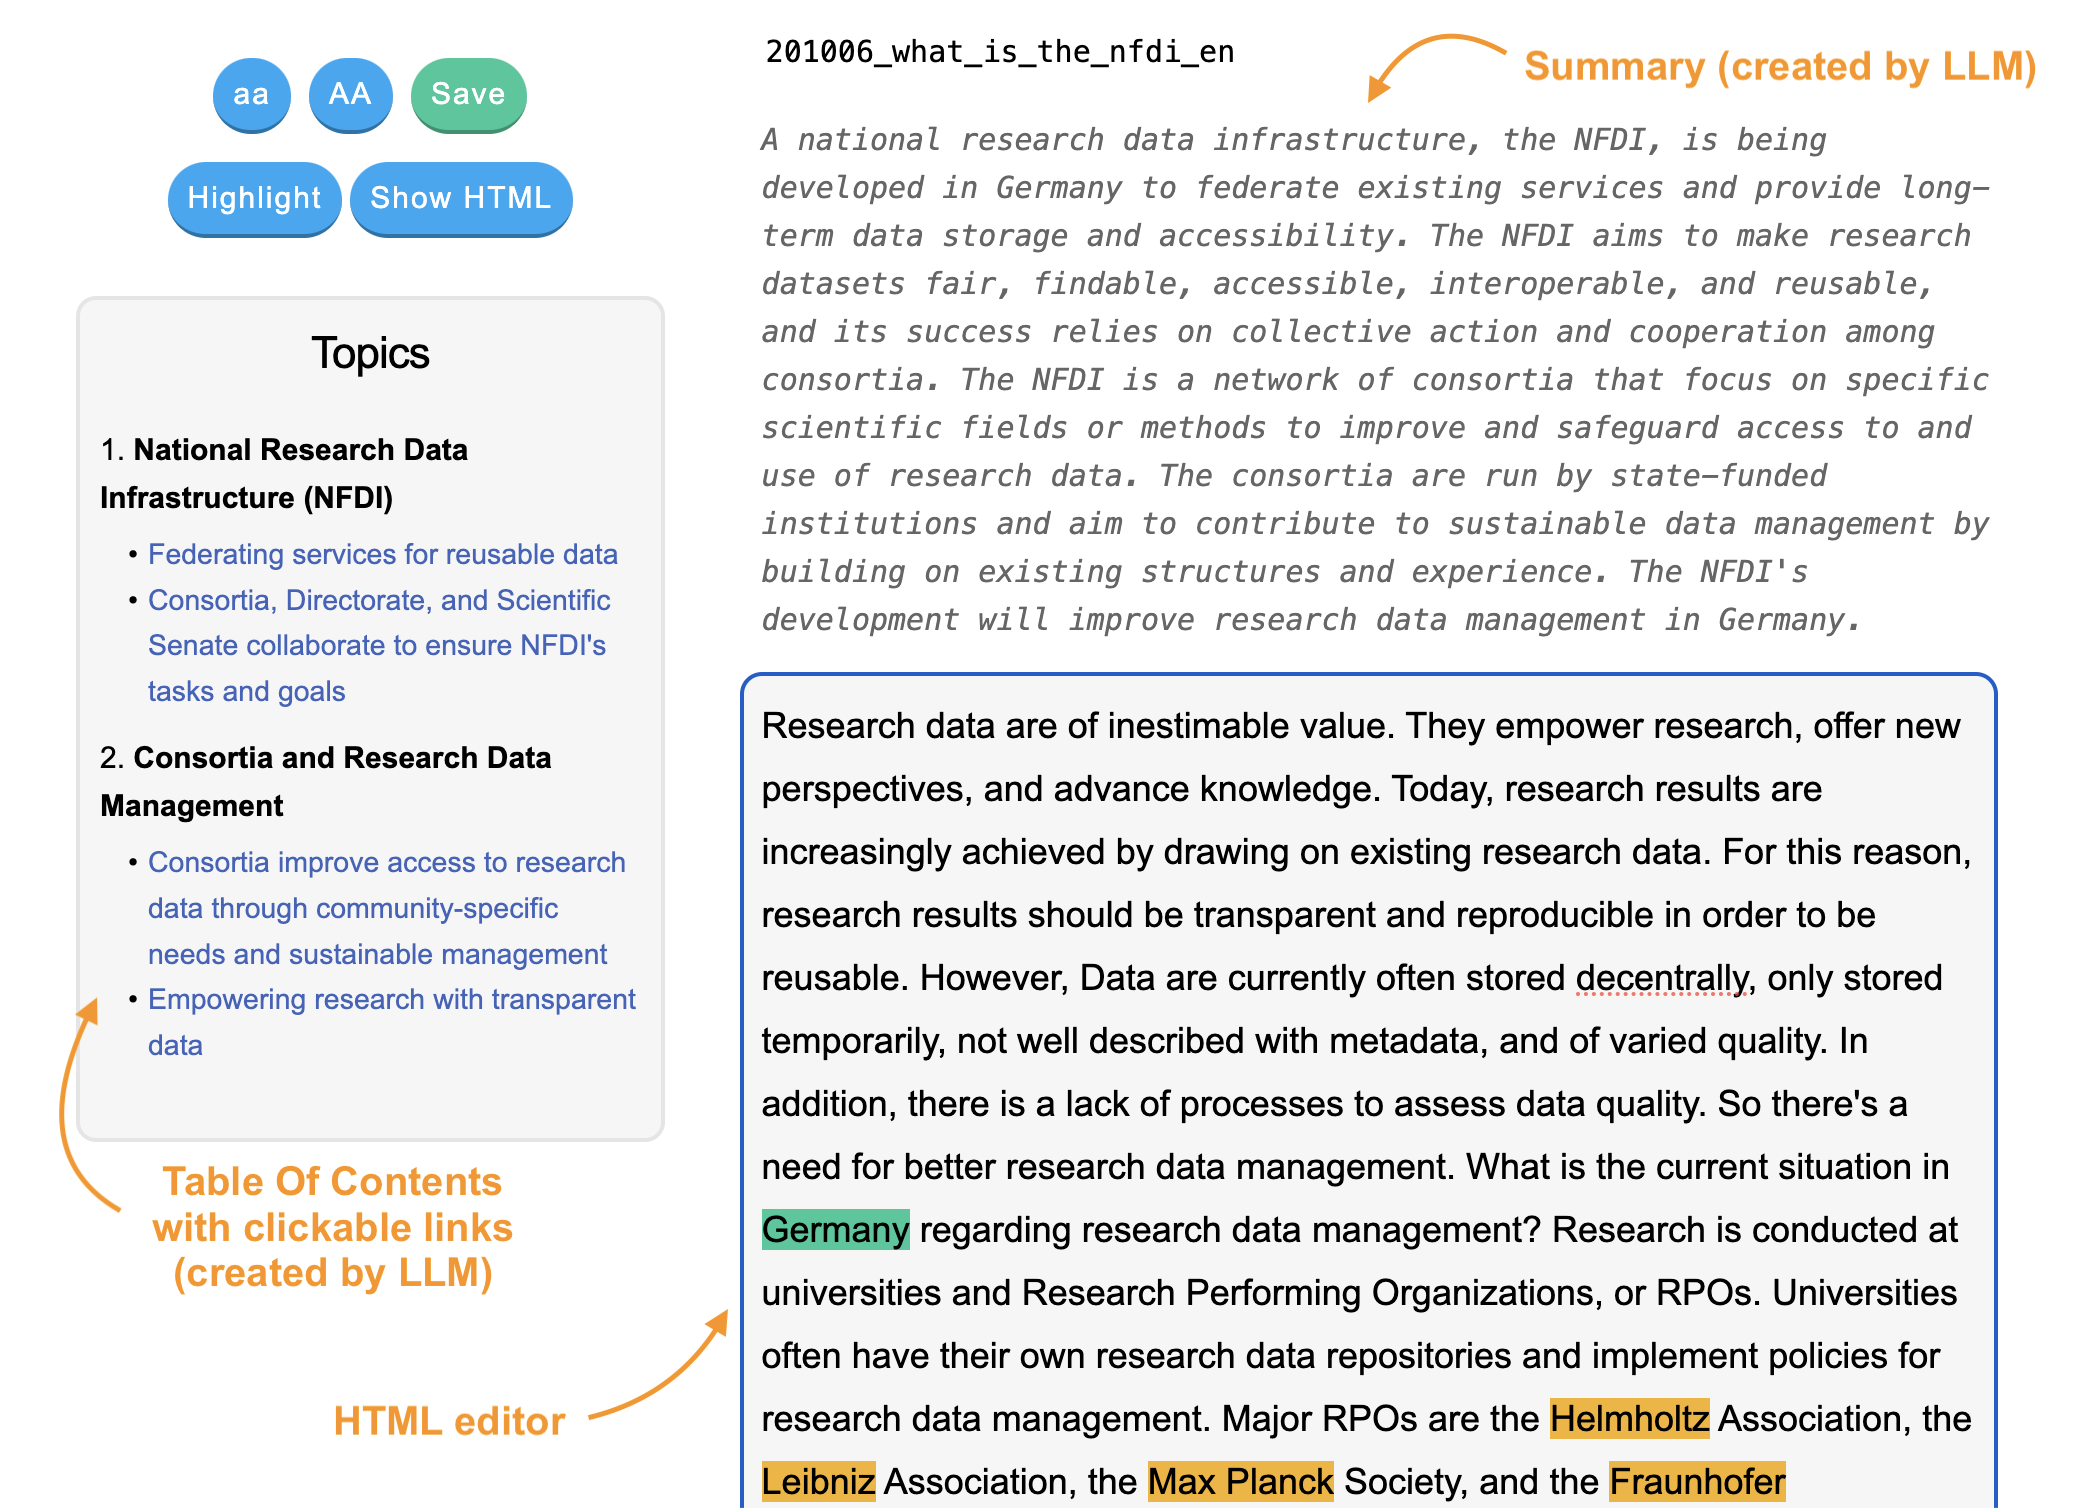 aa AA Save
Highlight Show HTML
Topics
1. National Research Data
Infrastructure (NFDI)
• Federating services for reusable data
• Consortia, Directorate, and Scientific
Senate collaborate to ensure NFDI's
tasks and goals
2. Consortia and Research Data
Management
• Consortia improve access to research
data through community-specific
needs and sustainable management
• Empowering research with transparent
data
Table Of Contents
with clickable links
(created by LLM)
HTML editor
201006_what_is_the_nfdi_en
Summary (created by LLM)
A national research data infrastructure, the NFDI, is being
developed in Germany to federate existing services and provide long-
term data storage and accessibility. The NFDI aims to make research
datasets fair, findable, accessible, interoperable, and reusable,
and its success relies on collective action and cooperation among
consortia. The NFDI is a network of consortia that focus on specific
scientific fields or methods to improve and safeguard access to and
use of research data. The consortia are run by state-funded
institutions and aim to contribute to sustainable data management by
building on existing structures and experience. The NFDI's
development will improve research data management in Germany.
Research data are of inestimable value. They empower research, offer new
perspectives, and advance knowledge. Today, research results are
increasingly achieved by drawing on existing research data. For this reason,
research results should be transparent and reproducible in order to be
reusable. However, Data are currently often stored decentrally, only stored
temporarily, not well described with metadata, and of varied quality. In
addition, there is a lack of processes to assess data quality. So there's a
need for better research data management. What is the current situation in
Germany regarding research data management? Research is conducted at
universities and Research Performing Organizations, or RPOs. Universities
often have their own research data repositories and implement policies for
research data management. Major RPOs are the Helmholtz Association, the
Leibniz Association, the Max Planck Society, and the Fraunhofer